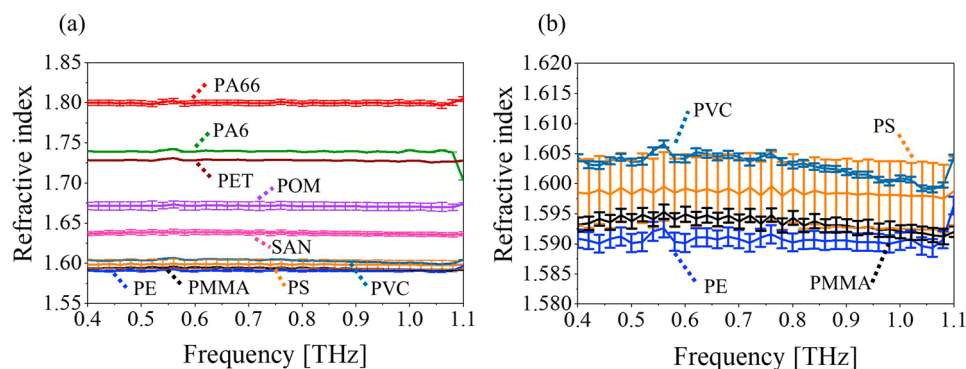 (a)
Refractive index
1.85
1.80
1.75
1.70
1.65
1.60
1.55
PA66
PA6
PET
POM
SAN
PE
PMMA
PS
PVC
0.4 0.5 0.6 0.7 0.8 0.9 1.0 1.1
Frequency [THz]
(b)
Refractive index
1.620
1.615
1.610
1.605
1.600
1.595
1.590
1.585
1.580
PVC
PS
PE
PMMA
0.4 0.5 0.6 0.7 0.8 0.9 1.0 1.1
Frequency [THz]